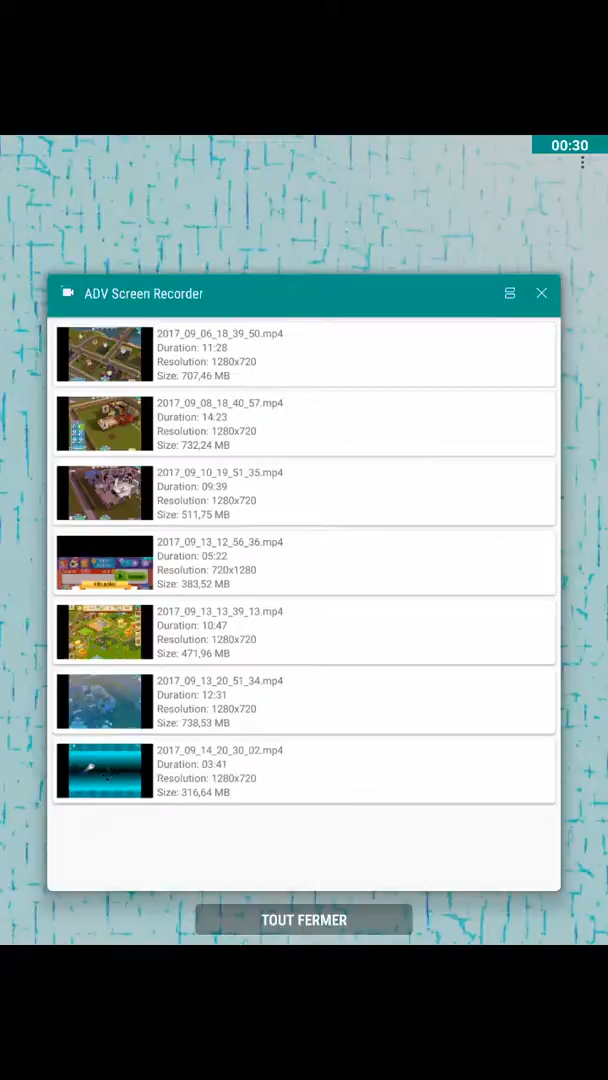 00:30
ADV Screen Recorder
2017_09_06_18_39_50.mp4
Duration: 11:28
Resolution: 1280x720
Size: 707,46 MB
2017_09_08_18_40_57.mp4
Duration: 14:23
Resolution: 1280x720
Size: 732,24 MB
2017_09_10_19_51_35.mp4
Duration: 09:39
Resolution: 1280x720
Size: 511,75 MB
2017_09_13_12_56_36.mp4
Duration: 05:22
Resolution: 720x1280
Size: 383,52 MB
2017_09_13_13_39_13.mp4
Duration: 10:47
Resolution: 1280x720
Size: 471,96 MB
2017_09_13_20_51_34.mp4
Duration: 12:31
Resolution: 1280x720
Size: 738,53 MB
2017_09_14_20_30_02.mp4
Duration: 03:41
Resolution: 1280x720
Size: 316,64 MB
TOUT FERMER